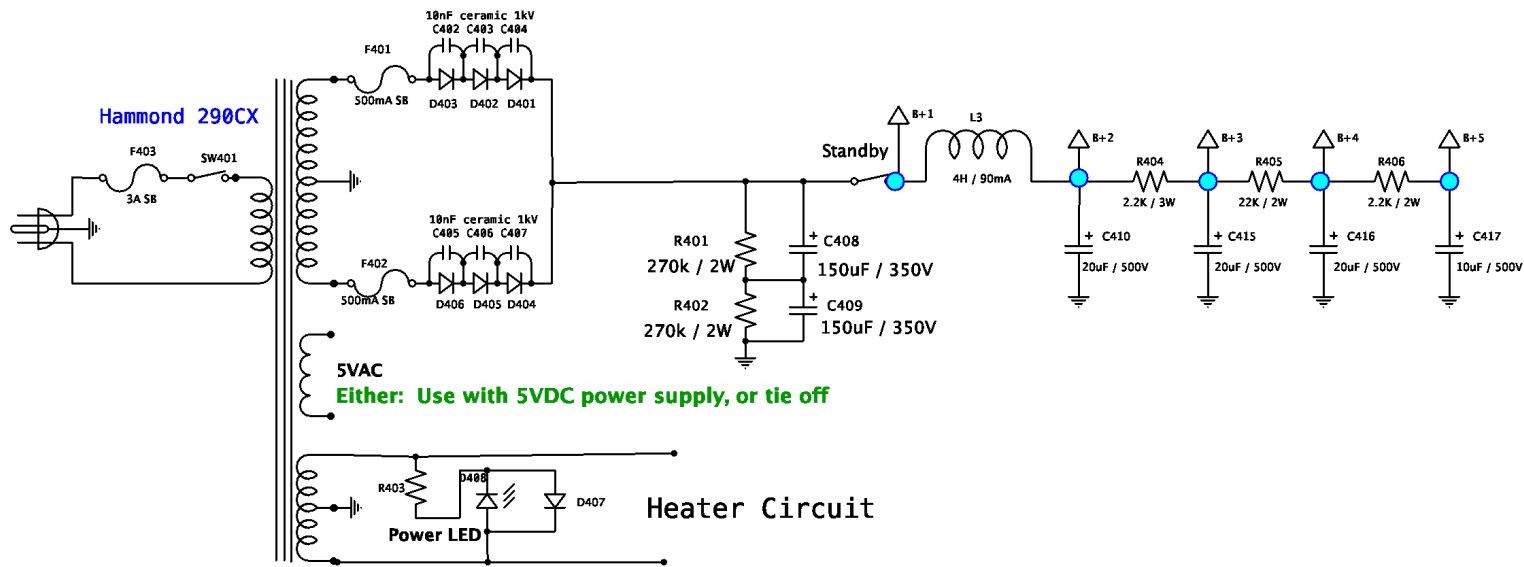 10nF ceramic 1kV
C402 C403 C404
F401
500mA SB
D403 D402 D401
Hammond 290CX
F403
SW401
3A SB
B+1
L3
Standby
4H / 90mA
B+2
B+3
B+4
B+5
R404
2.2K / 3W
R405
22K / 2W
R406
2.2K / 2W
10nF ceramic 1kV
C405 C406 C407
F402
500mA SB
D406 D405 D404
R401
270k / 2W
C408
150uF / 350V
R402
270k / 2W
C409
150uF / 350V
C410
20uF / 500V
C415
20uF / 500V
C416
20uF / 500V
C417
10uF / 500V
5VAC
Either: Use with 5VDC power supply, or tie off
R403
D408
D407
Power LED
Heater Circuit